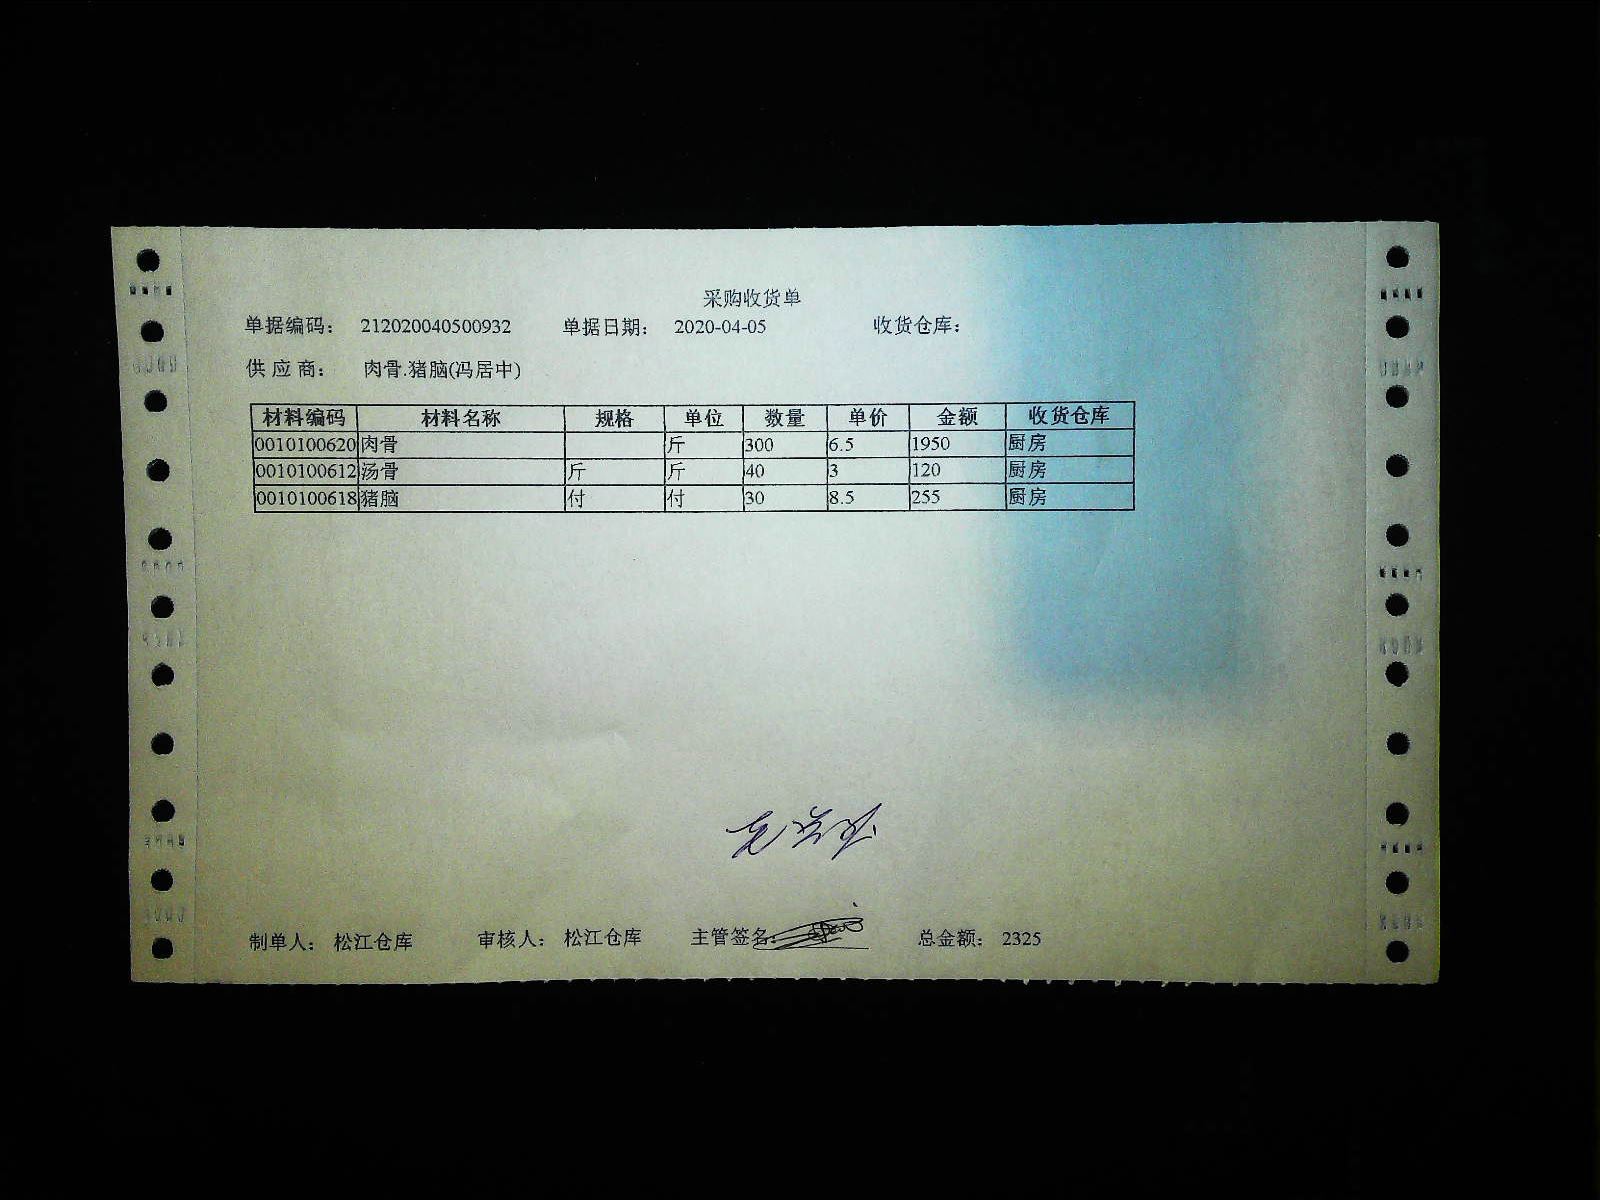 采购收货单
单据编码： 212020040500932 单据日期： 2020-04-05 收货仓库：
供 应 商： 肉骨.猪脑(冯居中)
材料编码 材料名称 规格 单位 数量 单价 金额 收货仓库
0010100620 肉骨 斤 300 6.5 1950 厨房
0010100612 汤骨 斤 斤 40 3 120 厨房
0010100618 猪脑 付 付 30 8.5 255 厨房
制单人： 松江仓库 审核人： 松江仓库 主管签名: 总金额： 2325